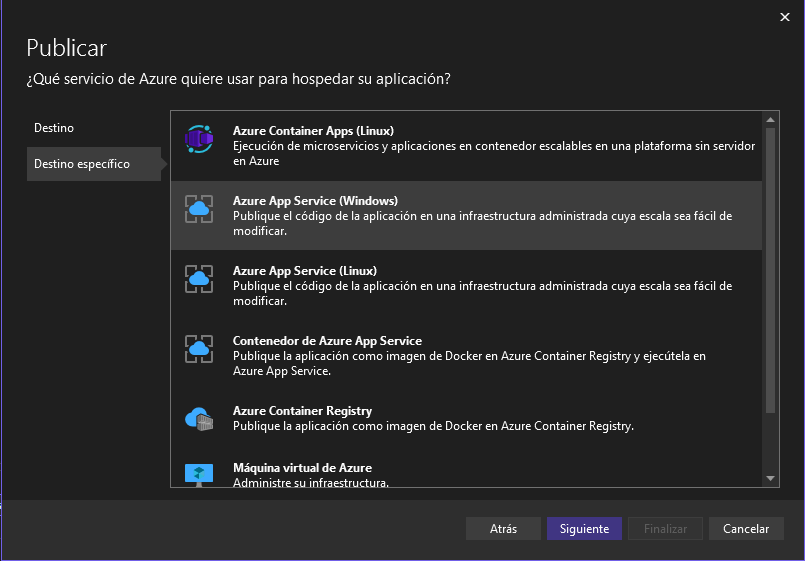 Publicar
¿Qué servicio de Azure quiere usar para hospedar su aplicación?
Destino
Destino específico
Azure Container Apps (Linux)
Ejecución de microservicios y aplicaciones en contenedor escalables en una plataforma sin servidor
en Azure
Azure App Service (Windows)
Publique el código de la aplicación en una infraestructura administrada cuya escala sea fácil de
modificar.
Azure App Service (Linux)
Publique el código de la aplicación en una infraestructura administrada cuya escala sea fácil de
modificar.
Contenedor de Azure App Service
Publique la aplicación como imagen de Docker en Azure Container Registry y ejecútela en
Azure App Service.
Azure Container Registry
Publique la aplicación como imagen de Docker en Azure Container Registry.
Máquina virtual de Azure
Administre su infraestructura.
Atrás
Siguiente
Finalizar
Cancelar